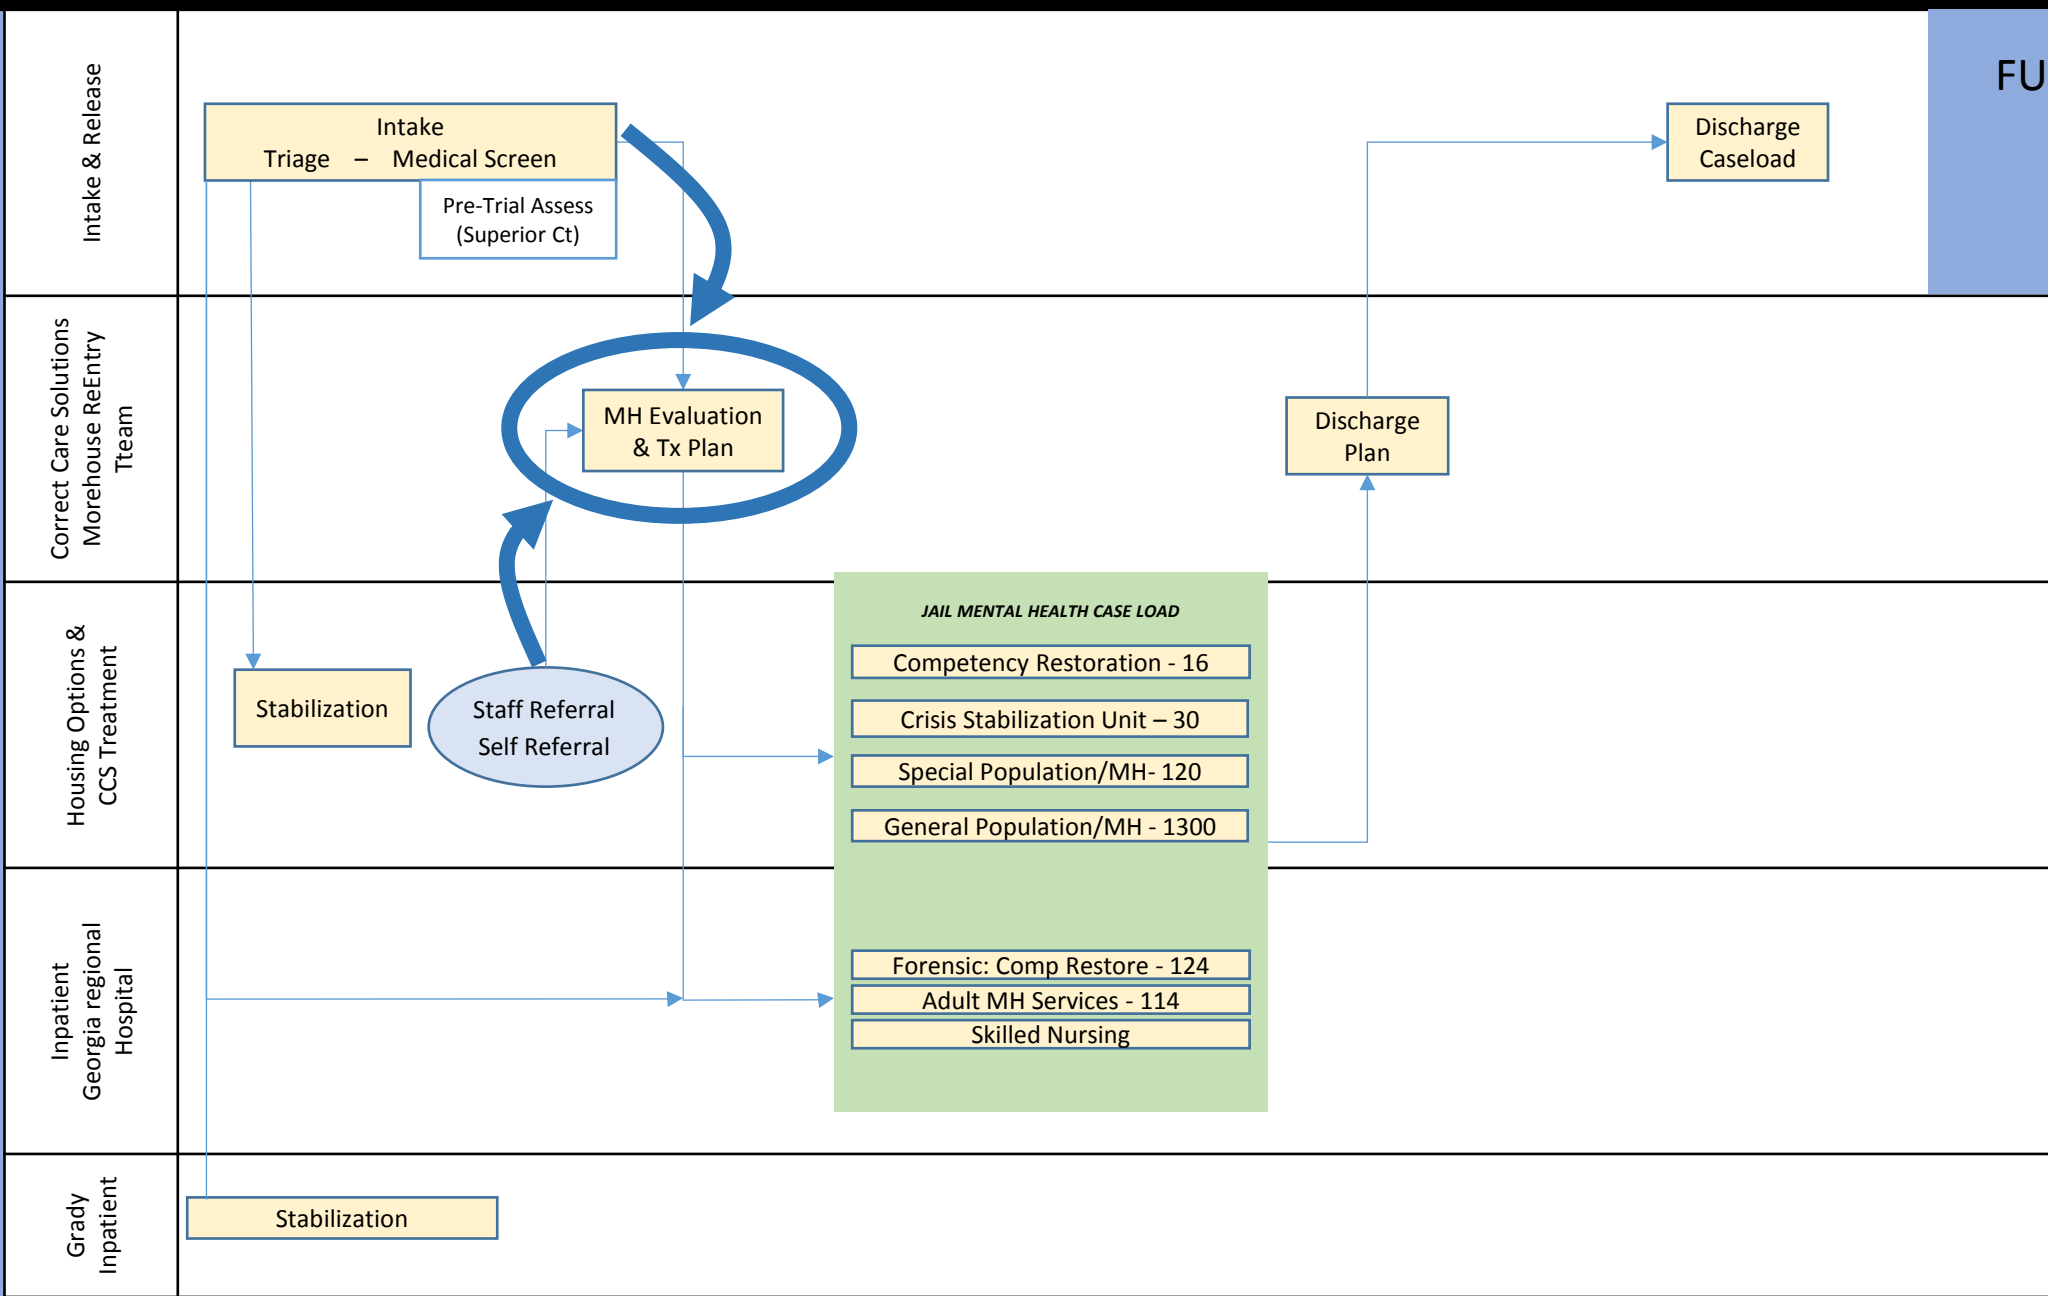 FU
Intake & Release
Intake
Triage – Medical Screen
Pre-Trial Assess
(Superior Ct)
Discharge
Caseload
Correct Care Solutions
Morehouse ReEntry
Tteam
MH Evaluation
& Tx Plan
Discharge
Plan
Housing Options &
CCS Treatment
Stabilization
Staff Referral
Self Referral
JAIL MENTAL HEALTH CASE LOAD
Competency Restoration - 16
Crisis Stabilization Unit – 30
Special Population/MH- 120
General Population/MH - 1300
Inpatient
Georgia regional
Hospital
Forensic: Comp Restore - 124
Adult MH Services - 114
Skilled Nursing
Grady
Inpatient
Stabilization